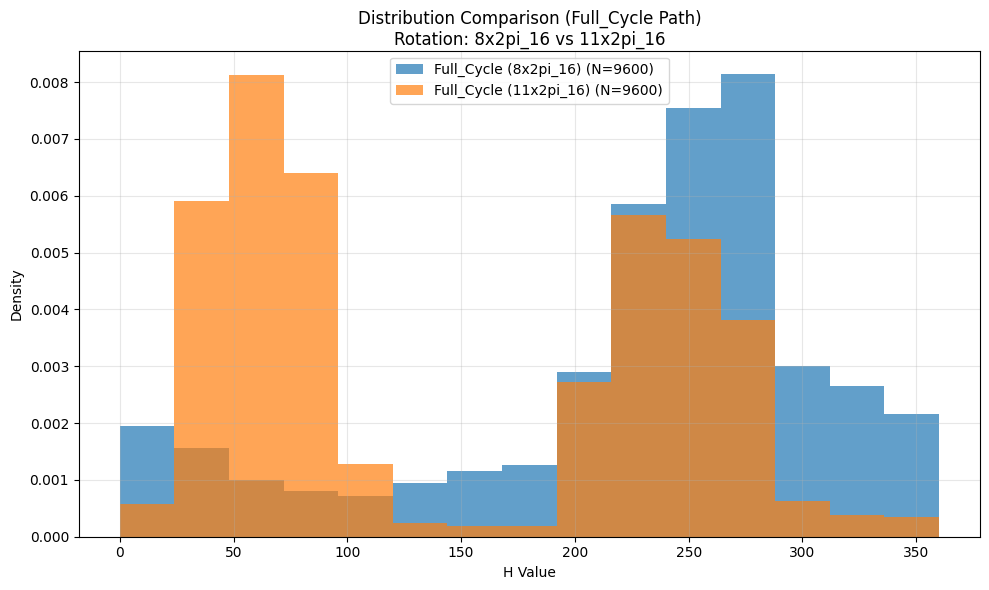 Distribution Comparison (Full_Cycle Path)
Rotation: 8x2pi_16 vs 11x2pi_16
Full_Cycle (8x2pi_16) (N=9600)
Full_Cycle (11x2pi_16) (N=9600)
Density
0.008
0.007
0.006
0.005
0.004
0.003
0.002
0.001
0.000
0 50 100 150 200 250 300 350
H Value